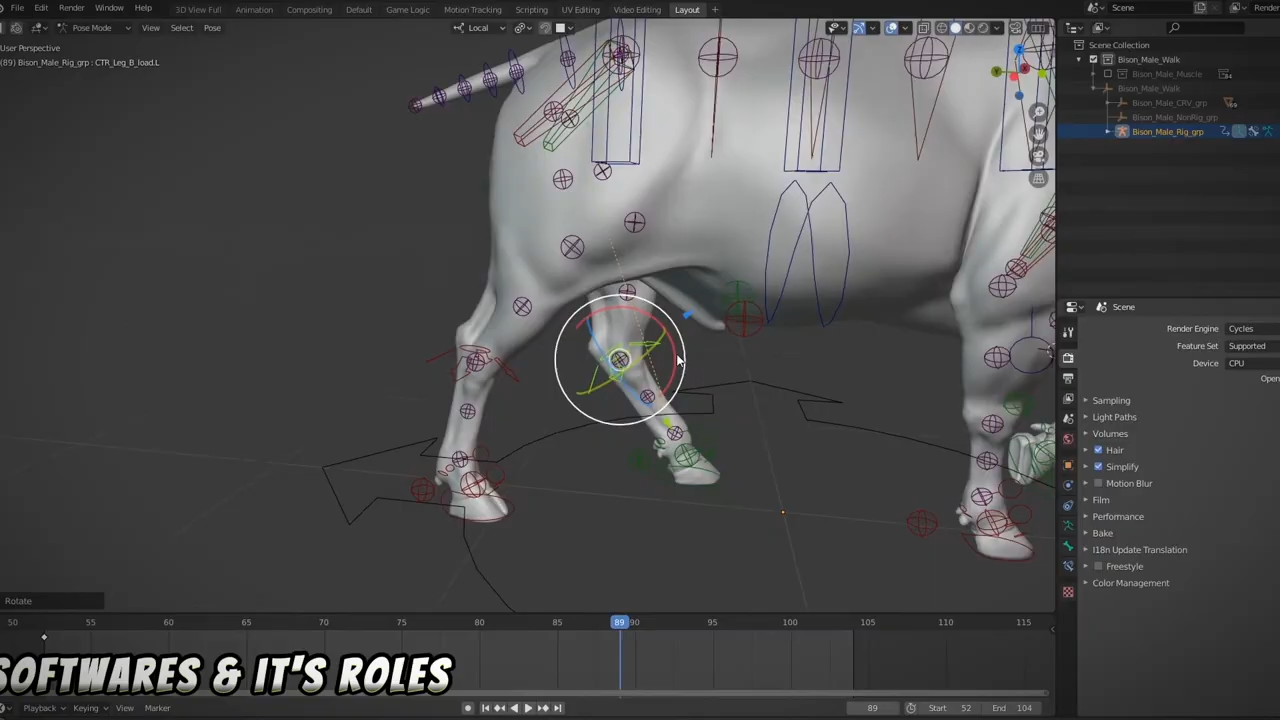 File Edit Render Window Help 3D View Full Animation Compositing Default Game Logic Motion Tracking Scripting UV Editing Video Editing Layout + Scene
Pose Mode View Select Pose Local
User Perspective
(89) Bison_Male_Rig_grp : CTR_Leg_B_load.L
Scene Collection
Bison_Male_Walk
Bison_Male_Muscle 84
Bison_Male_Walk
Bison_Male_CRV_grp 69
Bison_Male_NonRig_grp
Bison_Male_Rig_grp
Scene
Render Engine Cycles
Feature Set Supported
Device CPU
Open
Sampling
Light Paths
Volumes
Hair
Simplify
Motion Blur
Film
Performance
Bake
I18n Update Translation
Freestyle
Color Management
Rotate
50 55 60 65 70 75 80 85 89 90 95 100 105 110 115
SOFTWARES & IT'S ROLES
Playback Keying View Marker 89 Start 52 End 104